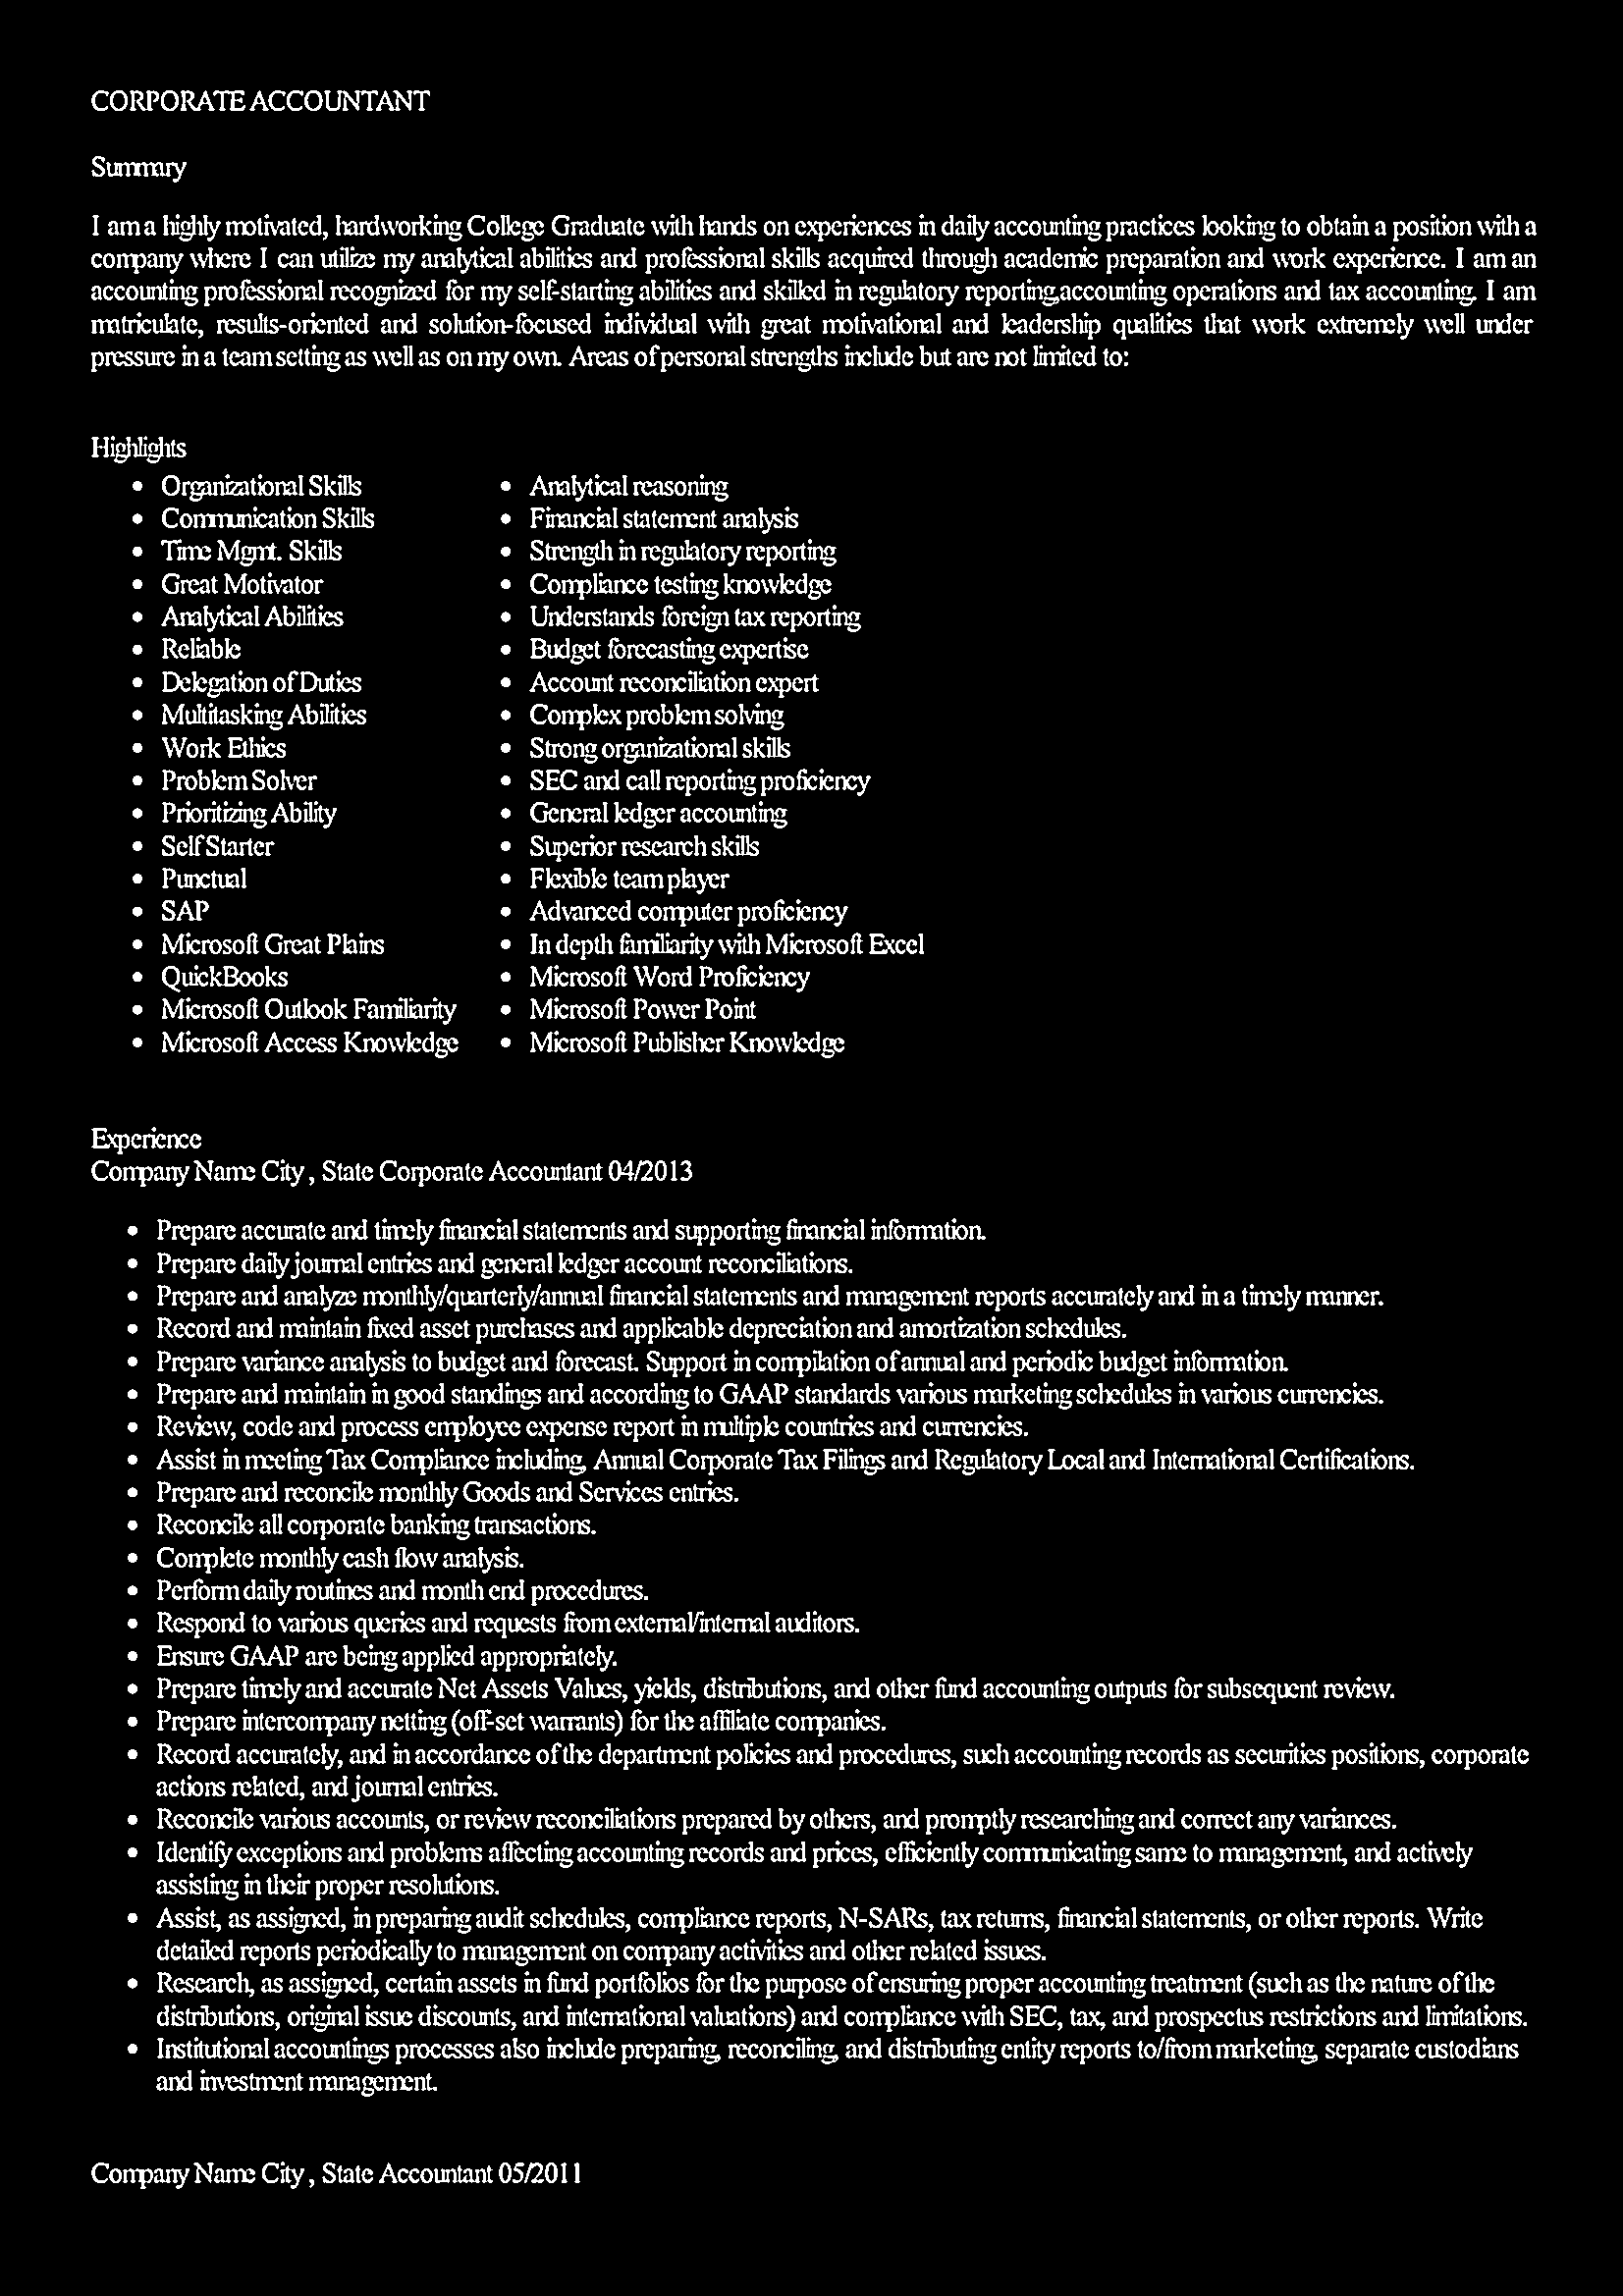 CORPORATE ACCOUNTANT
Summary
I am a highly motivated, hardworking College Graduate with hands on experiences in daily accounting practices looking to obtain a position with a
company where I can utilize my analytical abilities and professional skills acquired through academic preparation and work experience. I am an
accounting professional recognized for my self-starting abilities and skilled in regulatory reporting,accounting operations and tax accounting. I am
matriculate, results-oriented and solution-focused individual with great motivational and leadership qualities that work extremely well under
pressure in a team setting as well as on my own. Areas of personal strengths include but are not limited to:
Highlights
• Organizational Skills
• Communication Skills
• Time Mgmt. Skills
• Great Motivator
• Analytical Abilities
• Reliable
• Delegation of Duties
• Multitasking Abilities
• Work Ethics
• Problem Solver
• Prioritizing Ability
• Self Starter
• Punctual
• SAP
• Microsoft Great Plains
• QuickBooks
• Microsoft Outlook Familiarity
• Microsoft Access Knowledge
• Analytical reasoning
• Financial statement analysis
• Strength in regulatory reporting
• Compliance testing knowledge
• Understands foreign tax reporting
• Budget forecasting expertise
• Account reconciliation expert
• Complex problem solving
• Strong organizational skills
• SEC and call reporting proficiency
• General ledger accounting
• Superior research skills
• Flexible team player
• Advanced computer proficiency
• In depth familiarity with Microsoft Excel
• Microsoft Word Proficiency
• Microsoft Power Point
• Microsoft Publisher Knowledge
Experience
Company Name City , State Corporate Accountant 04/2013
• Prepare accurate and timely financial statements and supporting financial information.
• Prepare daily journal entries and general ledger account reconciliations.
• Prepare and analyze monthly/quarterly/annual financial statements and management reports accurately and in a timely manner.
• Record and maintain fixed asset purchases and applicable depreciation and amortization schedules.
• Prepare variance analysis to budget and forecast. Support in compilation of annual and periodic budget information.
• Prepare and maintain in good standings and according to GAAP standards various marketing schedules in various currencies.
• Review, code and process employee expense report in multiple countries and currencies.
• Assist in meeting Tax Compliance including, Annual Corporate Tax Filings and Regulatory Local and International Certifications.
• Prepare and reconcile monthly Goods and Services entries.
• Reconcile all corporate banking transactions.
• Complete monthly cash flow analysis.
• Perform daily routines and month end procedures.
• Respond to various queries and requests from external/internal auditors.
• Ensure GAAP are being applied appropriately.
• Prepare timely and accurate Net Assets Values, yields, distributions, and other fund accounting outputs for subsequent review.
• Prepare intercompany netting (off-set warrants) for the affiliate companies.
• Record accurately, and in accordance of the department policies and procedures, such accounting records as securities positions, corporate
actions related, and journal entries.
• Reconcile various accounts, or review reconciliations prepared by others, and promptly researching and correct any variances.
• Identify exceptions and problems affecting accounting records and prices, efficiently communicating same to management, and actively
assisting in their proper resolutions.
• Assist, as assigned, in preparing audit schedules, compliance reports, N-SARs, tax returns, financial statements, or other reports. Write
detailed reports periodically to management on company activities and other related issues.
• Research, as assigned, certain assets in fund portfolios for the purpose of ensuring proper accounting treatment (such as the nature of the
distributions, original issue discounts, and international valuations) and compliance with SEC, tax, and prospectus restrictions and limitations.
• Institutional accountings processes also include preparing, reconciling, and distributing entity reports to/from marketing, separate custodians
and investment management.
Company Name City , State Accountant 05/2011